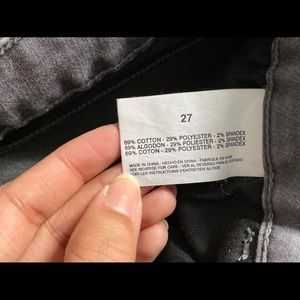 27
69% COTTON - 29% POLYESTER - 2% SPANDEX
69% ALGODON - 29% POLYESTER - 2% SPANDEX
69% COTON - 29% POLYESTER - 2% SPANDEX
MADE IN CHINA - HECHO EN CHINA - FABRIQUE EN CHINE
SEE REVERSE FOR CARE - VER AL REVERSO PARA EL CUIDADO
VOIR LES INSTRUCTIONS D'ENTRETIEN AU DOS